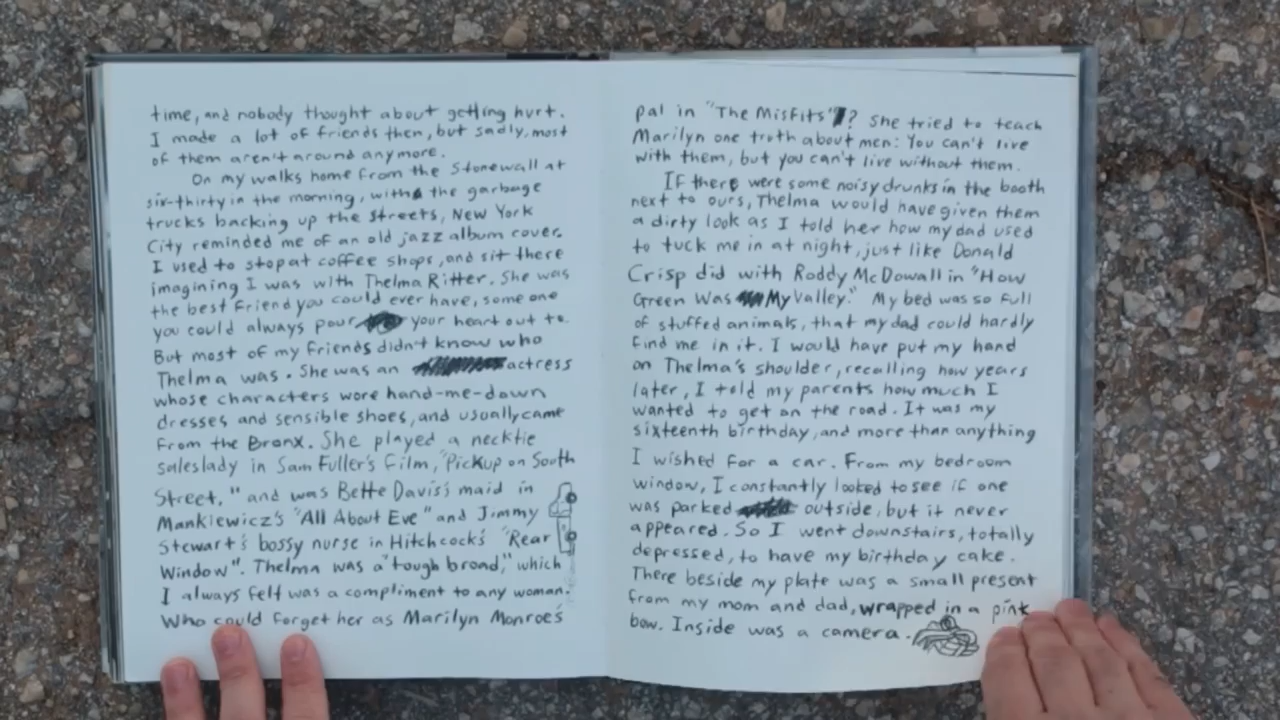 time, and nobody thought about getting hurt.
I made a lot of friends then, but sadly, most
of them aren't around anymore.
On my walks home from the Stonewall at
six-thirty in the morning, with the garbage
trucks backing up the streets, New York
City reminded me of an old jazz album cover.
I used to stop at coffee shops, and sit there
imagining I was with Thelma Ritter. She was
the best friend you could ever have, some one
you could always pour your heart out to.
But most of my friends didn't know who
Thelma was. She was an actress
whose characters wore hand-me-down
dresses and sensible shoes, and usually came
from the Bronx. She played a necktie
saleslady in Sam Fuller's film, "Pickup on South
Street," and was Bette Davis's maid in
Mankiewicz's "All About Eve" and Jimmy
Stewart's bossy nurse in Hitchcock's "Rear
Window". Thelma was a "tough broad," which
I always felt was a compliment to any woman.
Who could forget her as Marilyn Monroe's
pal in "The Misfits"? She tried to teach
Marilyn one truth about men: You can't live
with them, but you can't live without them.
If there were some noisy drunks in the booth
next to ours, Thelma would have given them
a dirty look as I told her how my dad used
to tuck me in at night, just like Donald
Crisp did with Roddy McDowall in "How
Green Was My Valley." My bed was so full
of stuffed animals, that my dad could hardly
find me in it. I would have put my hand
on Thelma's shoulder, recalling how years
later, I told my parents how much I
wanted to get on the road. It was my
sixteenth birthday, and more than anything
I wished for a car. From my bedroom
window, I constantly looked to see if one
was parked outside, but it never
appeared. So I went downstairs, totally
depressed, to have my birthday cake.
There beside my plate was a small present
from my mom and dad, wrapped in a pink
bow. Inside was a camera.